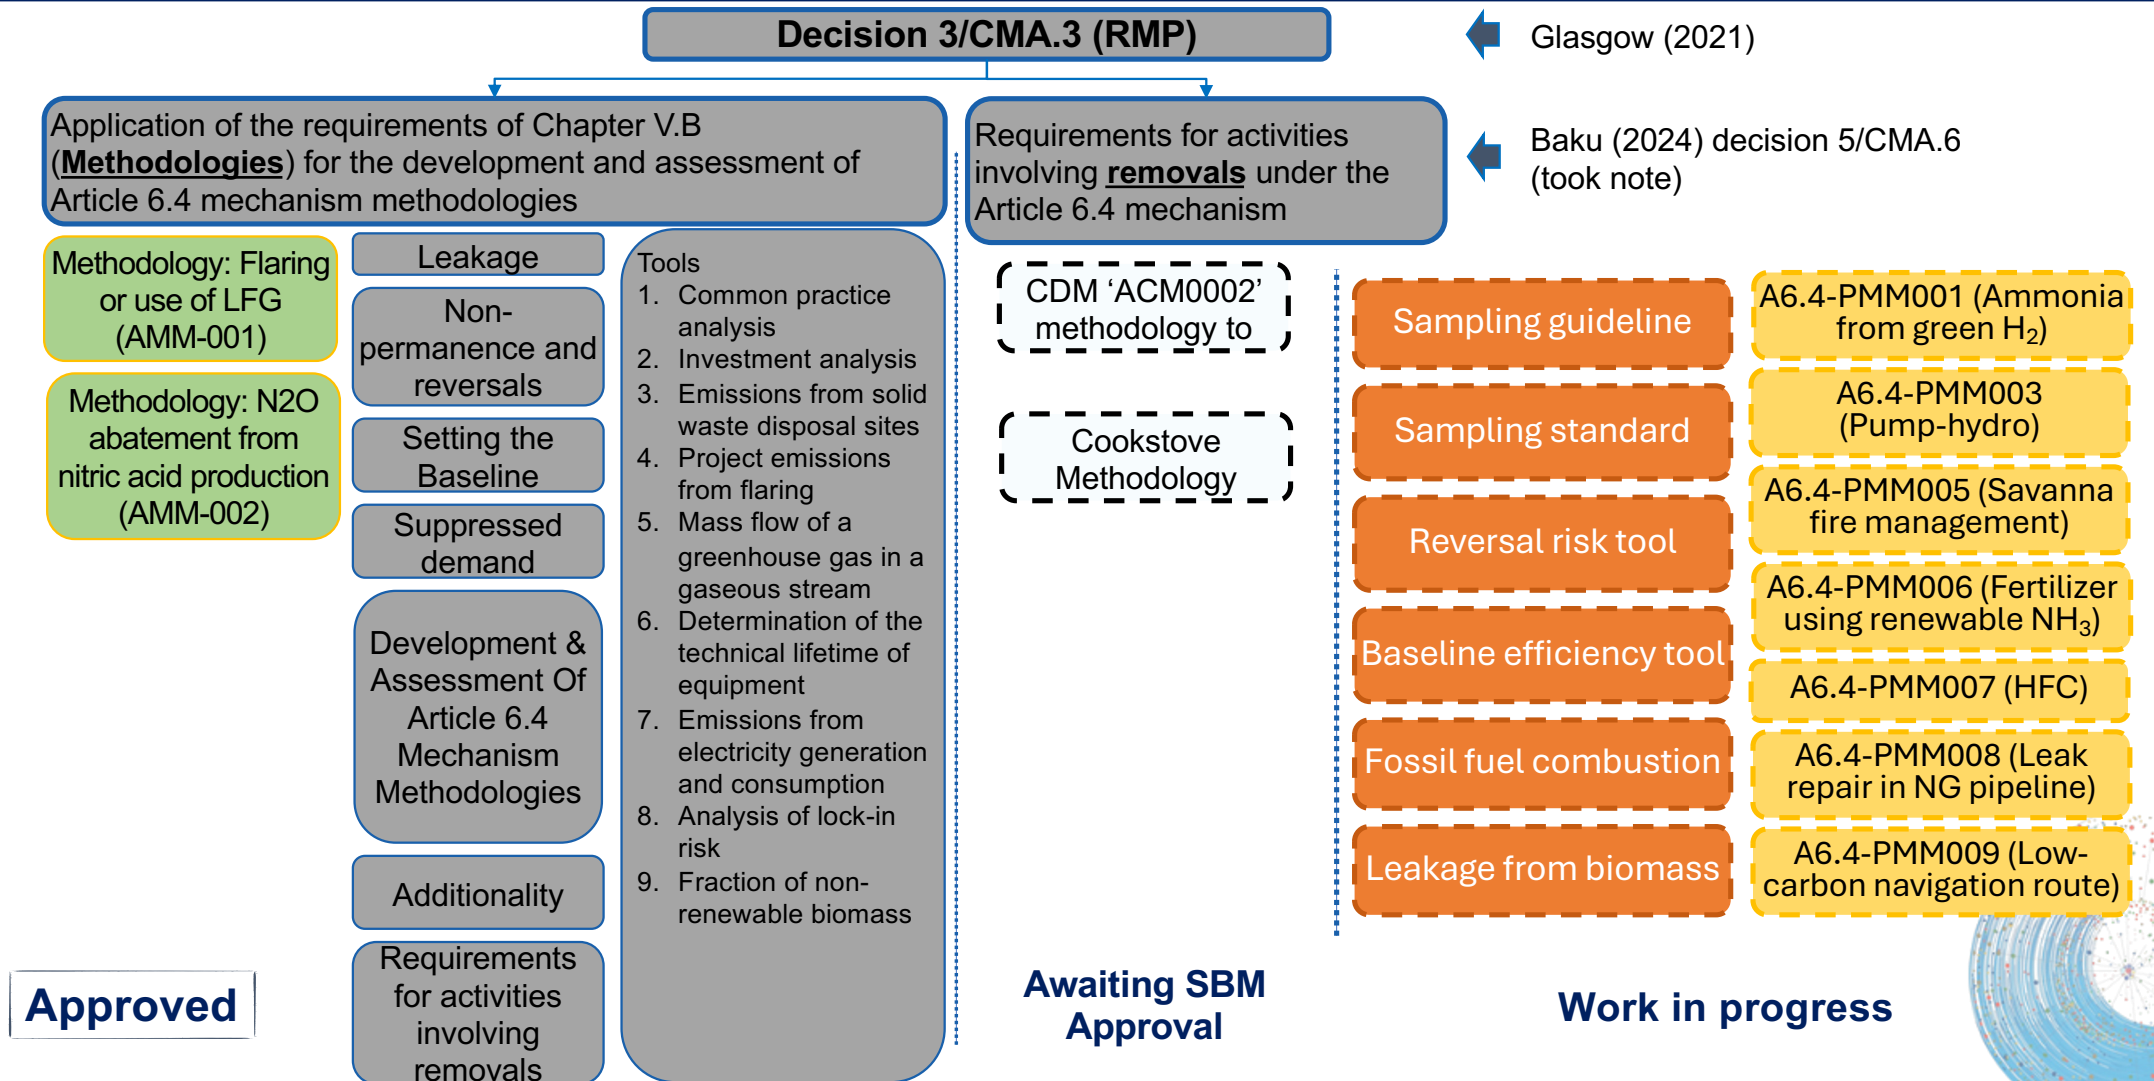 Decision 3/CMA.3 (RMP)
Glasgow (2021)
Application of the requirements of Chapter V.B
(Methodologies) for the development and assessment of
Article 6.4 mechanism methodologies
Requirements for activities
involving removals under the
Article 6.4 mechanism
Baku (2024) decision 5/CMA.6
(took note)
Methodology: Flaring
or use of LFG
(AMM-001)
Methodology: N2O
abatement from
nitric acid production
(AMM-002)
Leakage
Non-
permanence and
reversals
Setting the
Baseline
Suppressed
demand
Development &
Assessment Of
Article 6.4
Mechanism
Methodologies
Additionality
Requirements
for activities
involving
removals
Tools
1. Common practice
analysis
2. Investment analysis
3. Emissions from solid
waste disposal sites
4. Project emissions
from flaring
5. Mass flow of a
greenhouse gas in a
gaseous stream
6. Determination of the
technical lifetime of
equipment
7. Emissions from
electricity generation
and consumption
8. Analysis of lock-in
risk
9. Fraction of non-
renewable biomass
CDM ‘ACM0002’
methodology to
Cookstove
Methodology
Sampling guideline
Sampling standard
Reversal risk tool
Baseline efficiency tool
Fossil fuel combustion
Leakage from biomass
A6.4-PMM001 (Ammonia
from green H₂)
A6.4-PMM003
(Pump-hydro)
A6.4-PMM005 (Savanna
fire management)
A6.4-PMM006 (Fertilizer
using renewable NH₃)
A6.4-PMM007 (HFC)
A6.4-PMM008 (Leak
repair in NG pipeline)
A6.4-PMM009 (Low-
carbon navigation route)
Approved
Awaiting SBM
Approval
Work in progress